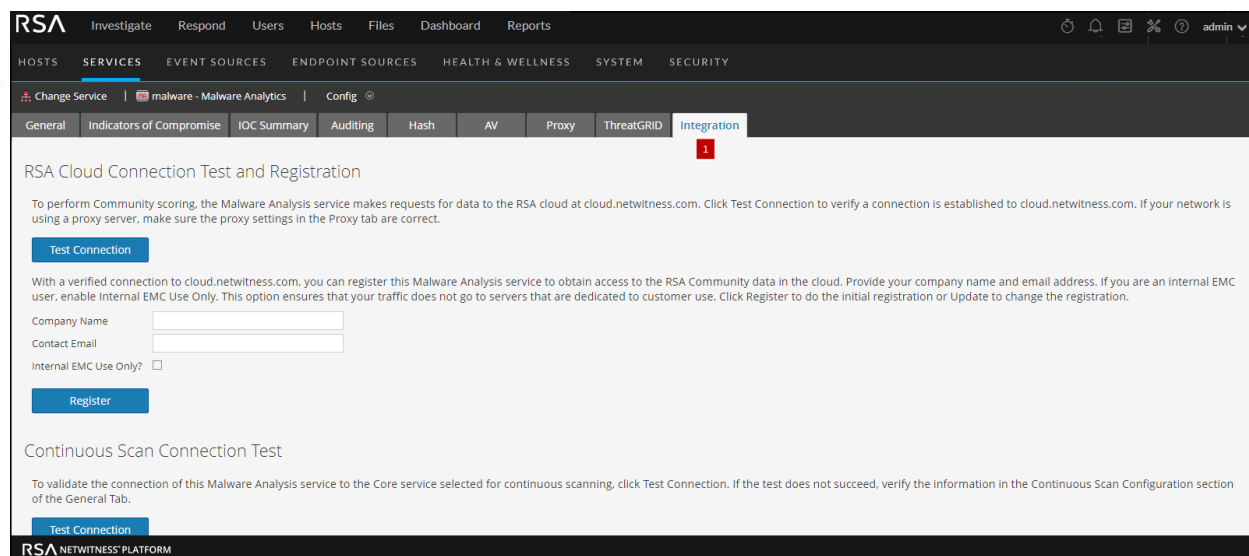 RSA Investigate Respond Users Hosts Files Dashboard Reports admin
HOSTS SERVICES EVENT SOURCES ENDPOINT SOURCES HEALTH & WELLNESS SYSTEM SECURITY
Change Service | malware - Malware Analytics | Config
General Indicators of Compromise IOC Summary Auditing Hash AV Proxy ThreatGRID Integration
1
RSA Cloud Connection Test and Registration
To perform Community scoring, the Malware Analysis service makes requests for data to the RSA cloud at cloud.netwitness.com. Click Test Connection to verify a connection is established to cloud.netwitness.com. If your network is
using a proxy server, make sure the proxy settings in the Proxy tab are correct.
Test Connection
With a verified connection to cloud.netwitness.com, you can register this Malware Analysis service to obtain access to the RSA Community data in the cloud. Provide your company name and email address. If you are an internal EMC
user, enable Internal EMC Use Only. This option ensures that your traffic does not go to servers that are dedicated to customer use. Click Register to do the initial registration or Update to change the registration.
Company Name
Contact Email
Internal EMC Use Only?
Register
Continuous Scan Connection Test
To validate the connection of this Malware Analysis service to the Core service selected for continuous scanning, click Test Connection. If the test does not succeed, verify the information in the Continuous Scan Configuration section
of the General Tab.
Test Connection
RSA NETWITNESS® PLATFORM